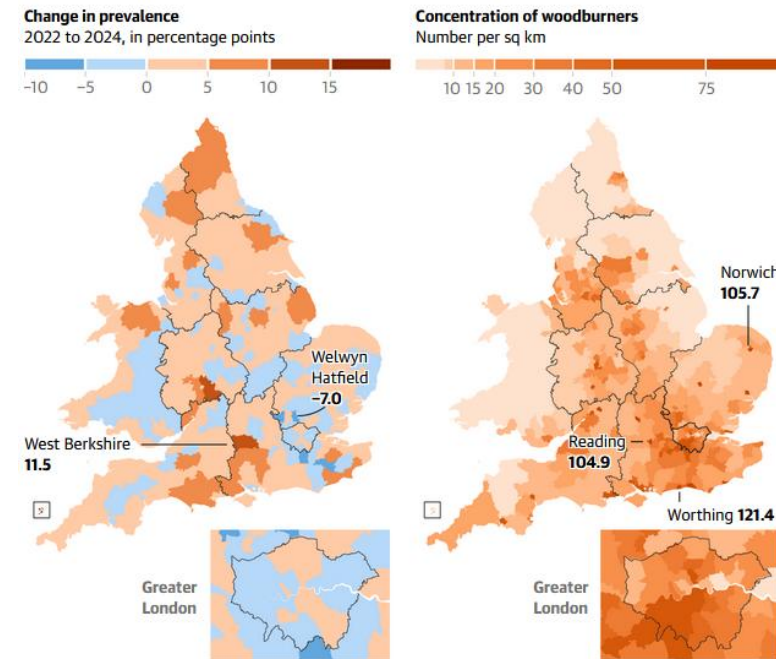 Change in prevalence
2022 to 2024, in percentage points
−10 −5 0 5 10 15
Welwyn
Hatfield
−7.0
West Berkshire
11.5
Greater
London
Concentration of woodburners
Number per sq km
10 15 20 30 40 50 75
Norwich
105.7
Reading
104.9
Worthing 121.4
Greater
London